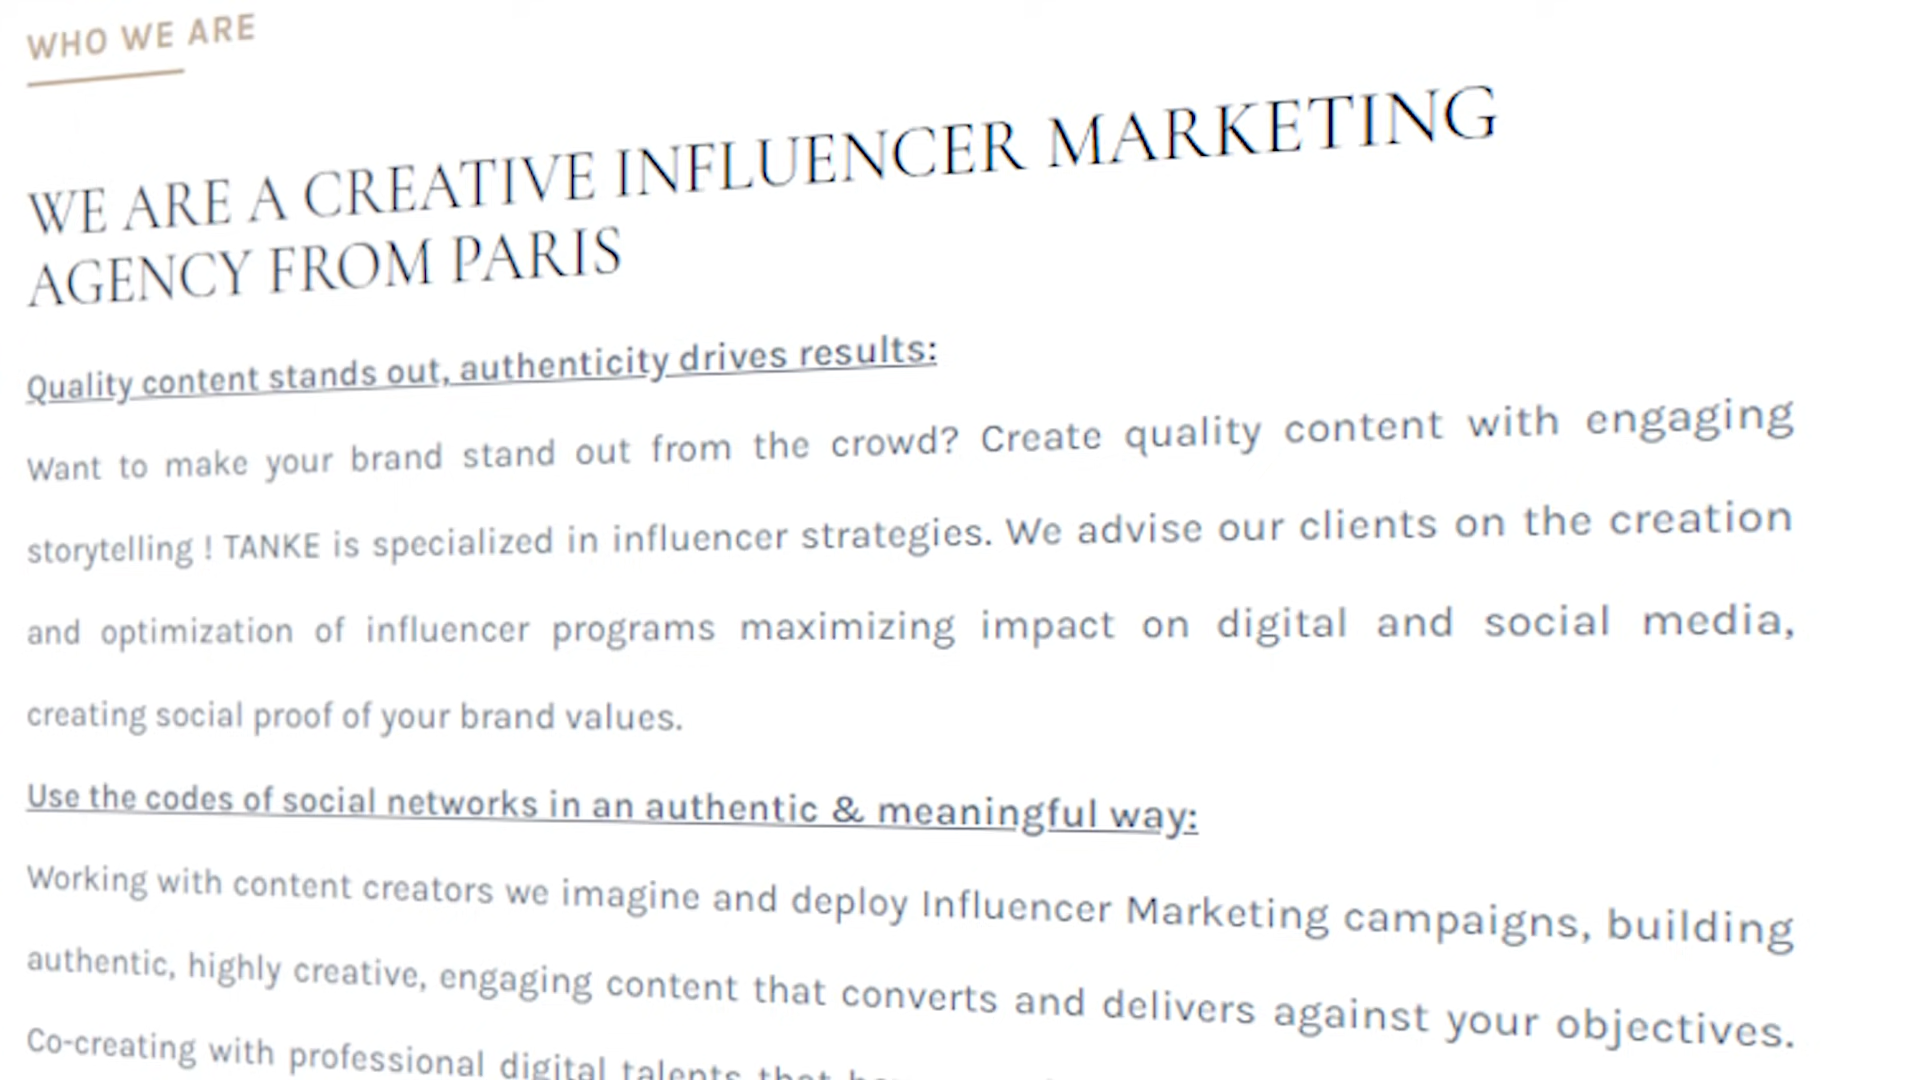 WHO WE ARE
WE ARE A CREATIVE INFLUENCER MARKETING
AGENCY FROM PARIS
Quality content stands out, authenticity drives results:
Want to make your brand stand out from the crowd? Create quality content with engaging
storytelling ! TANKE is specialized in influencer strategies. We advise our clients on the creation
and optimization of influencer programs maximizing impact on digital and social media,
creating social proof of your brand values.
Use the codes of social networks in an authentic & meaningful way:
Working with content creators we imagine and deploy Influencer Marketing campaigns, building
authentic, highly creative, engaging content that converts and delivers against your objectives.
Co-creating with professional digital talents that